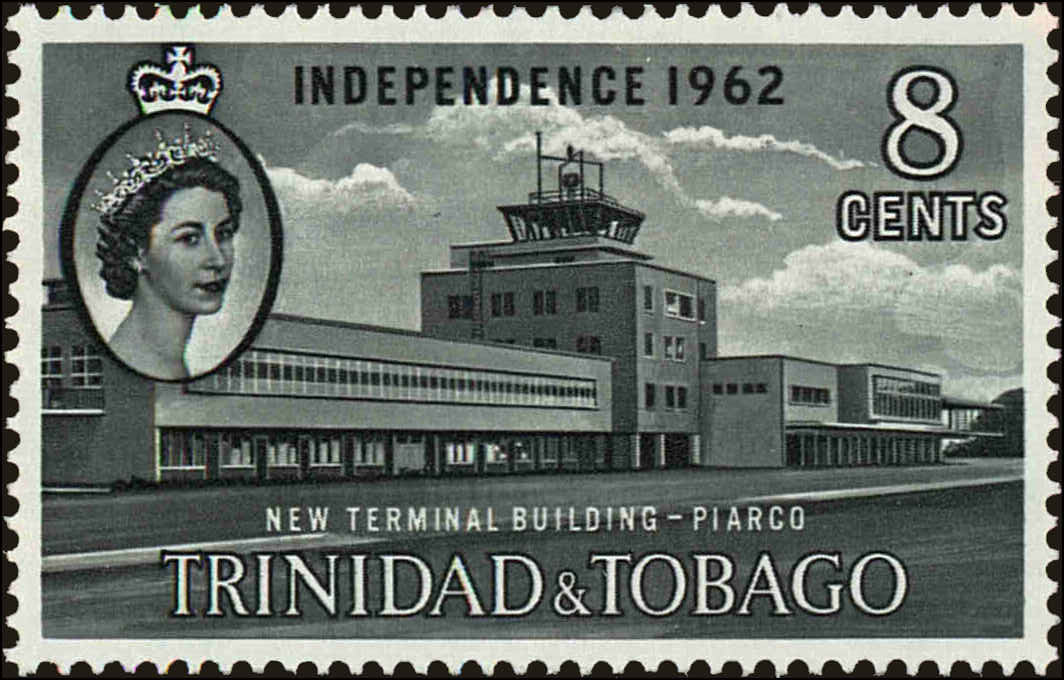 INDEPENDENCE 1962
8
CENTS
NEW TERMINAL BUILDING - PIARCO
TRINIDAD & TOBAGO